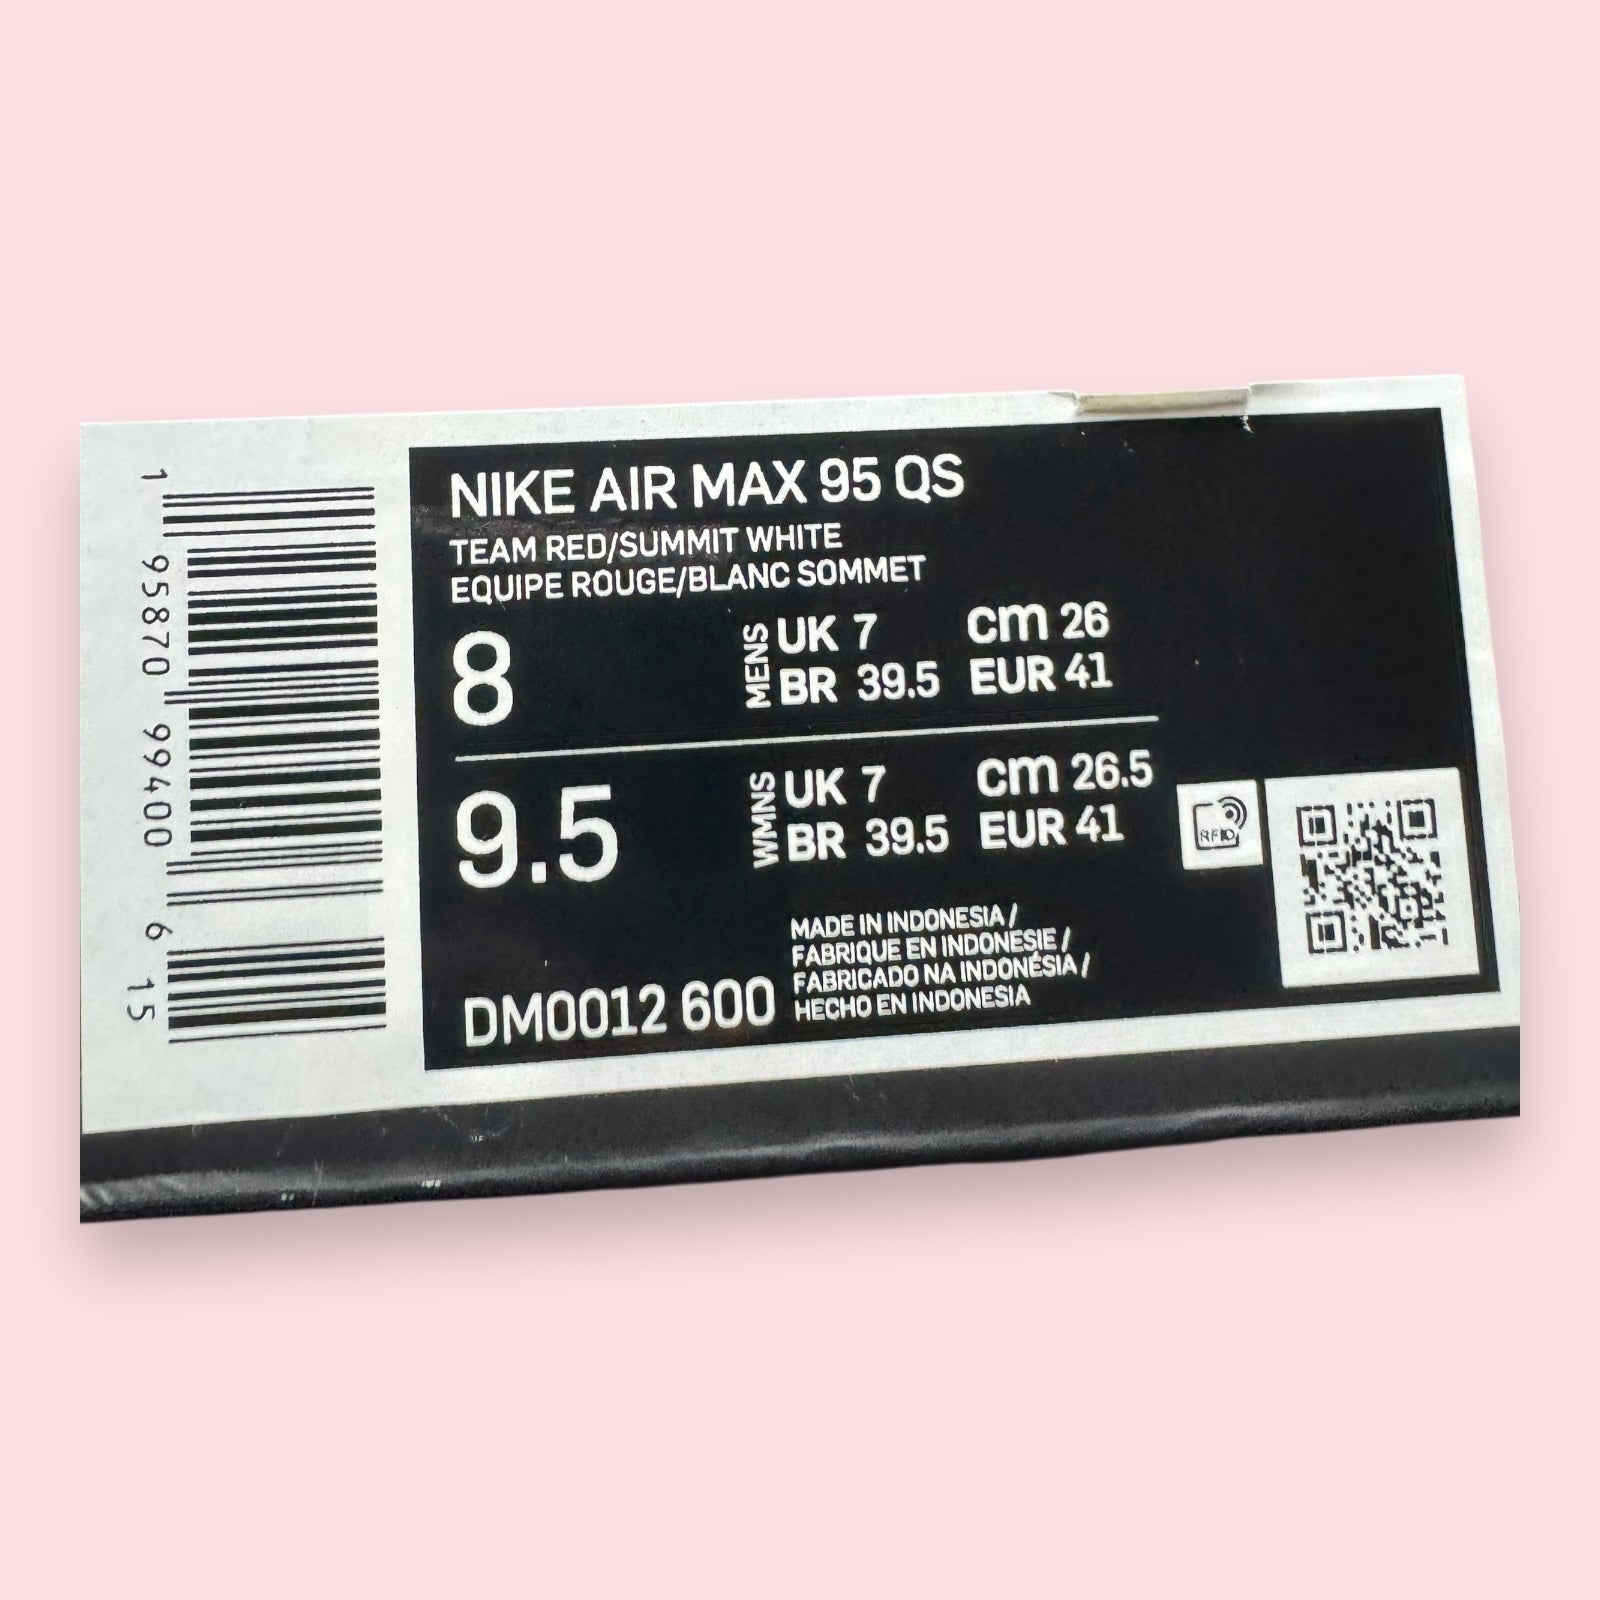 NIKE AIR MAX 95 QS
TEAM RED/SUMMIT WHITE
EQUIPE ROUGE/BLANC SOMMET
8
MENS
UK 7 cm 26
BR 39.5 EUR 41
9.5
WMNS
UK 7 cm 26.5
BR 39.5 EUR 41
RFID
MADE IN INDONESIA /
FABRIQUE EN INDONESIE /
FABRICADO NA INDONÉSIA /
HECHO EN INDONESIA
DM0012 600
1 95870 99400 6 15